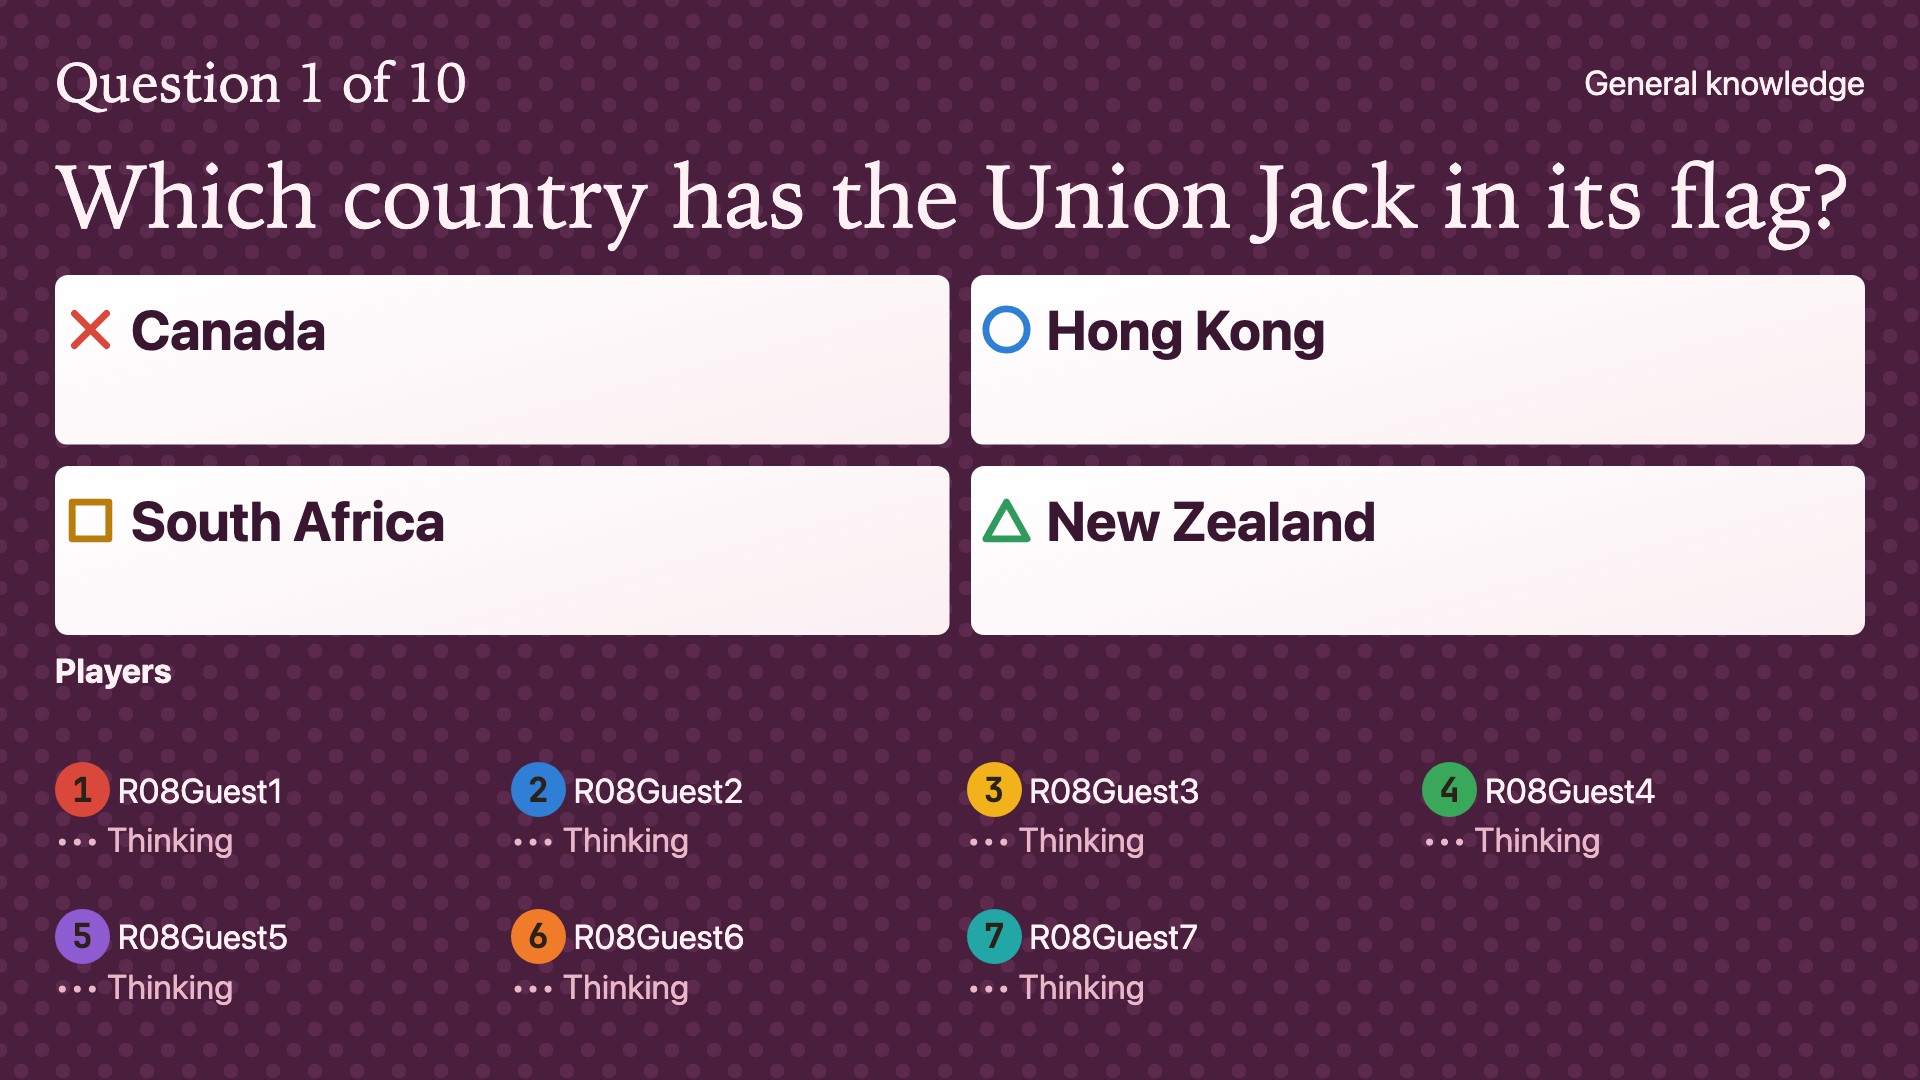 Question 1 of 10
General knowledge
Which country has the Union Jack in its flag?
Canada
Hong Kong
South Africa
New Zealand
Players
1 R08Guest1
2 R08Guest2
3 R08Guest3
4 R08Guest4
... Thinking
... Thinking
... Thinking
... Thinking
5 R08Guest5
6 R08Guest6
7 R08Guest7
... Thinking
... Thinking
... Thinking